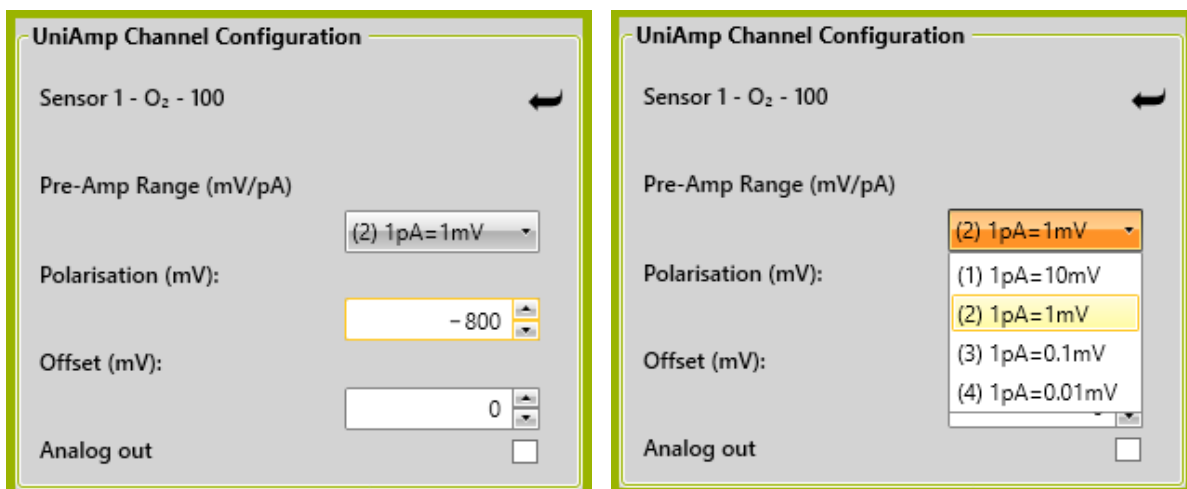 UniAmp Channel Configuration
Sensor 1 - O₂ - 100
Pre-Amp Range (mV/pA)
(2) 1pA=1mV
Polarisation (mV):
-800
Offset (mV):
0
Analog out
UniAmp Channel Configuration
Sensor 1 - O₂ - 100
Pre-Amp Range (mV/pA)
(2) 1pA=1mV
(1) 1pA=10mV
Polarisation (mV):
(2) 1pA=1mV
(3) 1pA=0.1mV
Offset (mV):
(4) 1pA=0.01mV
Analog out